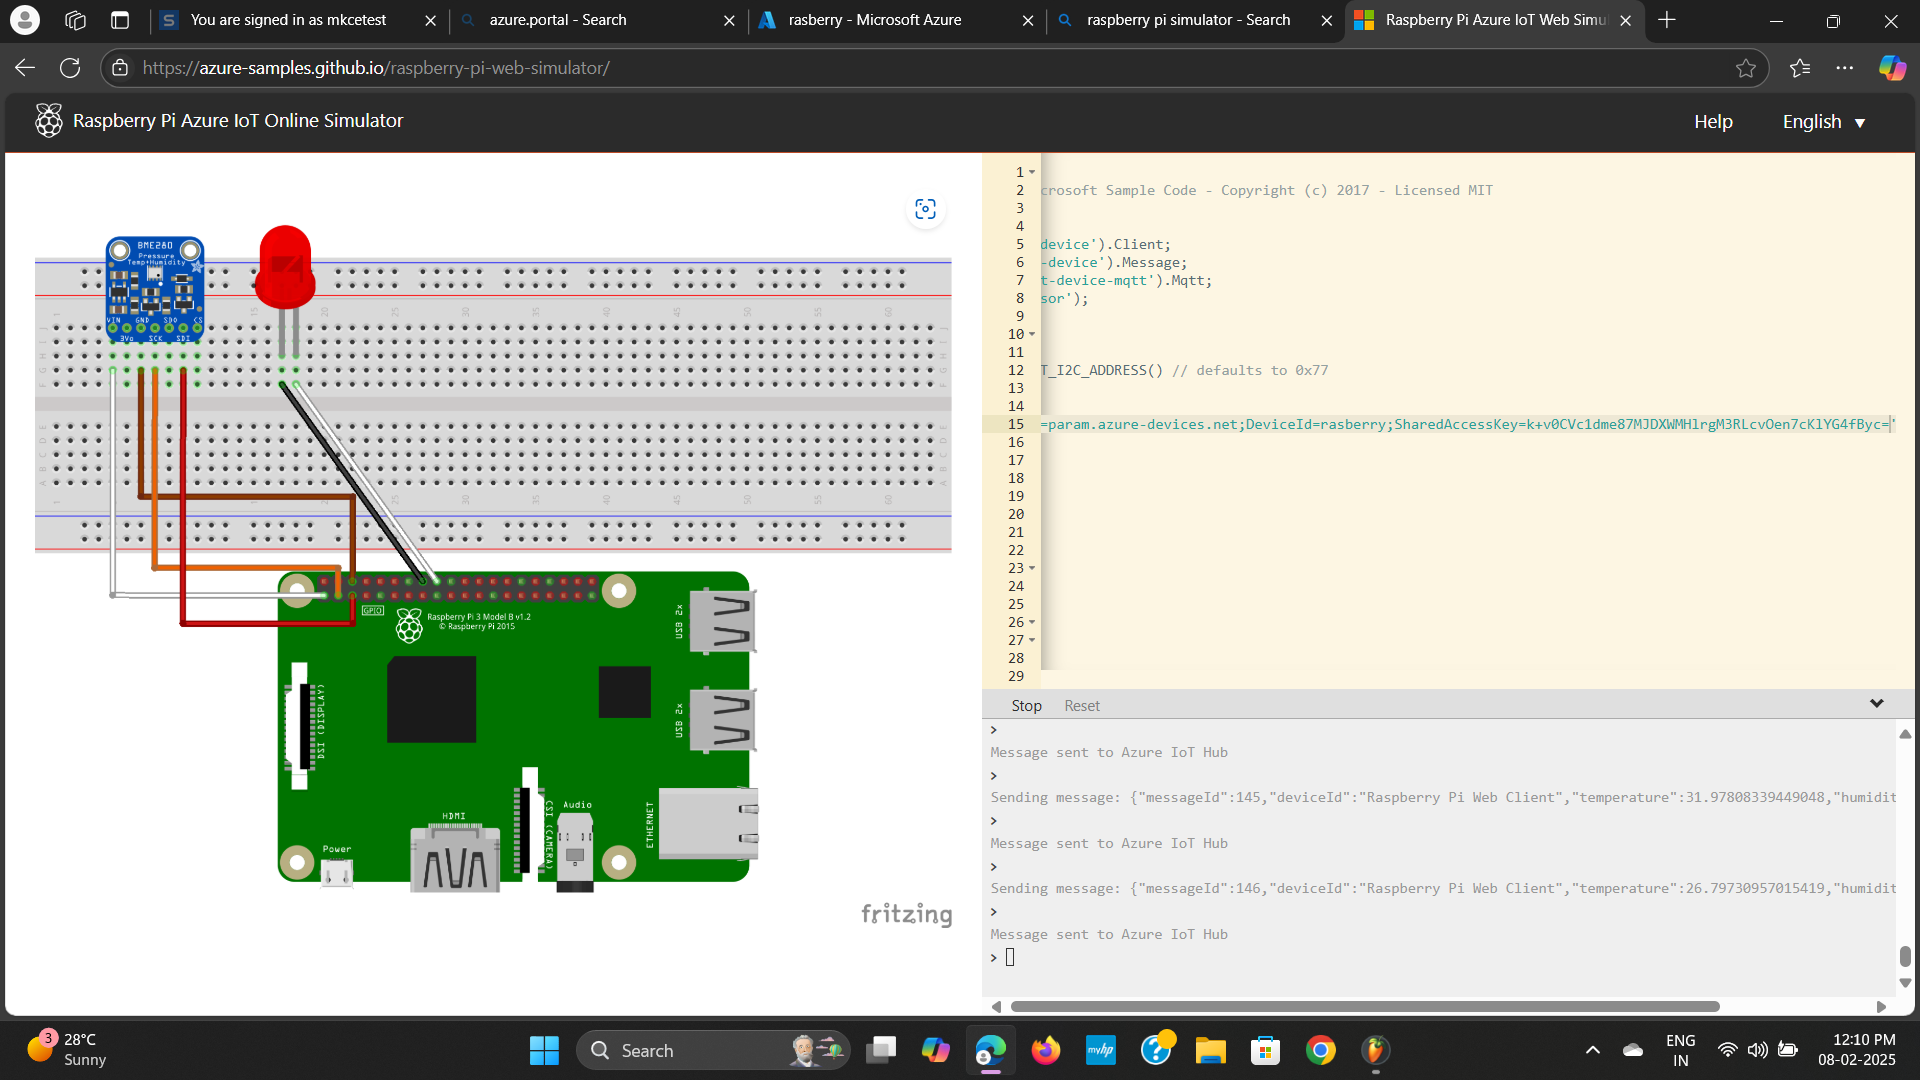 You are signed in as mkcetest
azure.portal - Search
rasberry - Microsoft Azure
raspberry pi simulator - Search
Raspberry Pi Azure IoT Web Simu
https://azure-samples.github.io/raspberry-pi-web-simulator/
Raspberry Pi Azure IoT Online Simulator
Help
English
BME280
Pressure
Temp+Humidity
VIN GND SDO CS
3Vo SCK SDI
GPIO
Raspberry Pi 3 Model B v1.2
© Raspberry Pi 2015
USB 2x
USB 2x
DSI (DISPLAY)
CSI (CAMERA)
Audio
ETHERNET
HDMI
Power
fritzing
1
2 crosoft Sample Code - Copyright (c) 2017 - Licensed MIT
3
4
5 device').Client;
6 -device').Message;
7 t-device-mqtt').Mqtt;
8 sor');
9
10
11
12 T_I2C_ADDRESS() // defaults to 0x77
13
14
15 =param.azure-devices.net;DeviceId=rasberry;SharedAccessKey=k+v0CVc1dme87MJDXWMHlrgM3RLcvOen7cKlYG4fByc='
16
17
18
19
20
21
22
23
24
25
26
27
28
29
Stop Reset
>
Message sent to Azure IoT Hub
>
Sending message: {"messageId":145,"deviceId":"Raspberry Pi Web Client","temperature":31.97808339449048,"humidit
>
Message sent to Azure IoT Hub
>
Sending message: {"messageId":146,"deviceId":"Raspberry Pi Web Client","temperature":26.79730957015419,"humidit
>
Message sent to Azure IoT Hub
>
3
28°C
Sunny
Search
myhp
ENG
IN
12:10 PM
08-02-2025